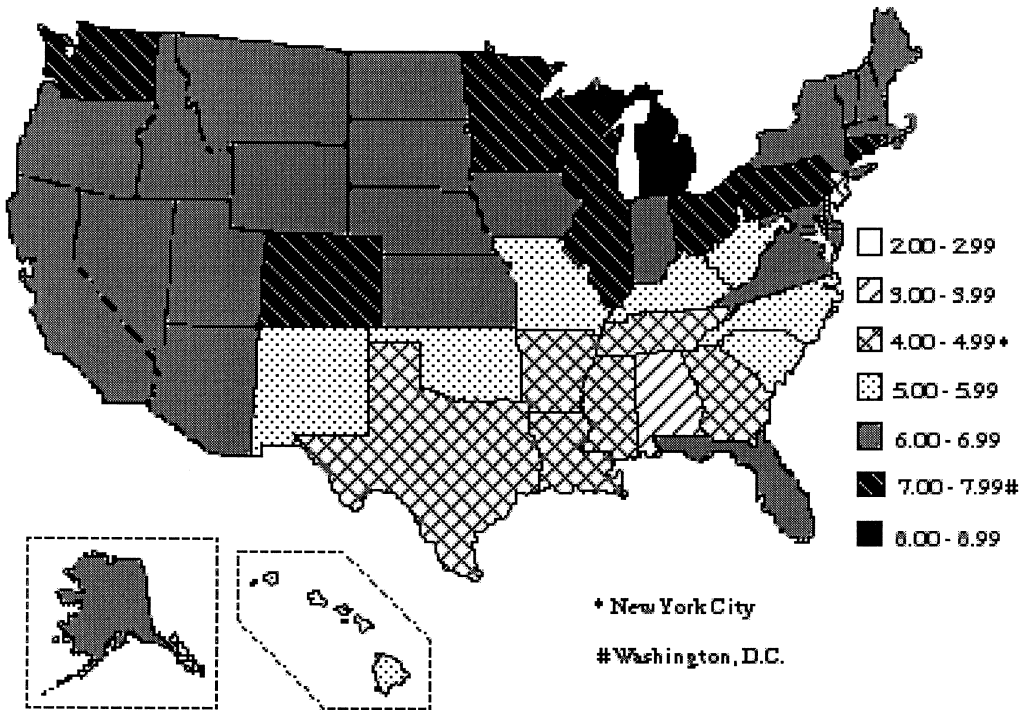 2.00 - 2.99
3.00 - 3.99
4.00 - 4.99*
5.00 - 5.99
6.00 - 6.99
7.00 - 7.99#
8.00 - 8.99
* New York City
# Washington, D.C.